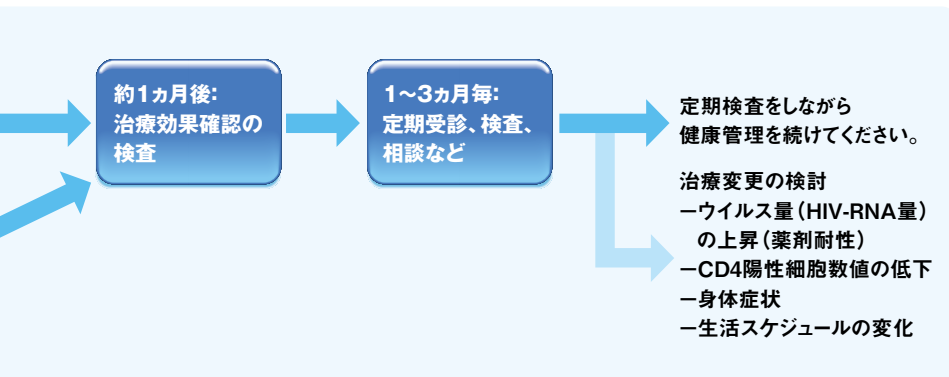 約1ヵ月後:
治療効果確認の
検査
1〜3ヵ月毎:
定期受診、検査、
相談など
定期検査をしながら
健康管理を続けてください。
治療変更の検討
－ウイルス量（HIV-RNA量）
の上昇（薬剤耐性）
－CD4陽性細胞数値の低下
－身体症状
－生活スケジュールの変化